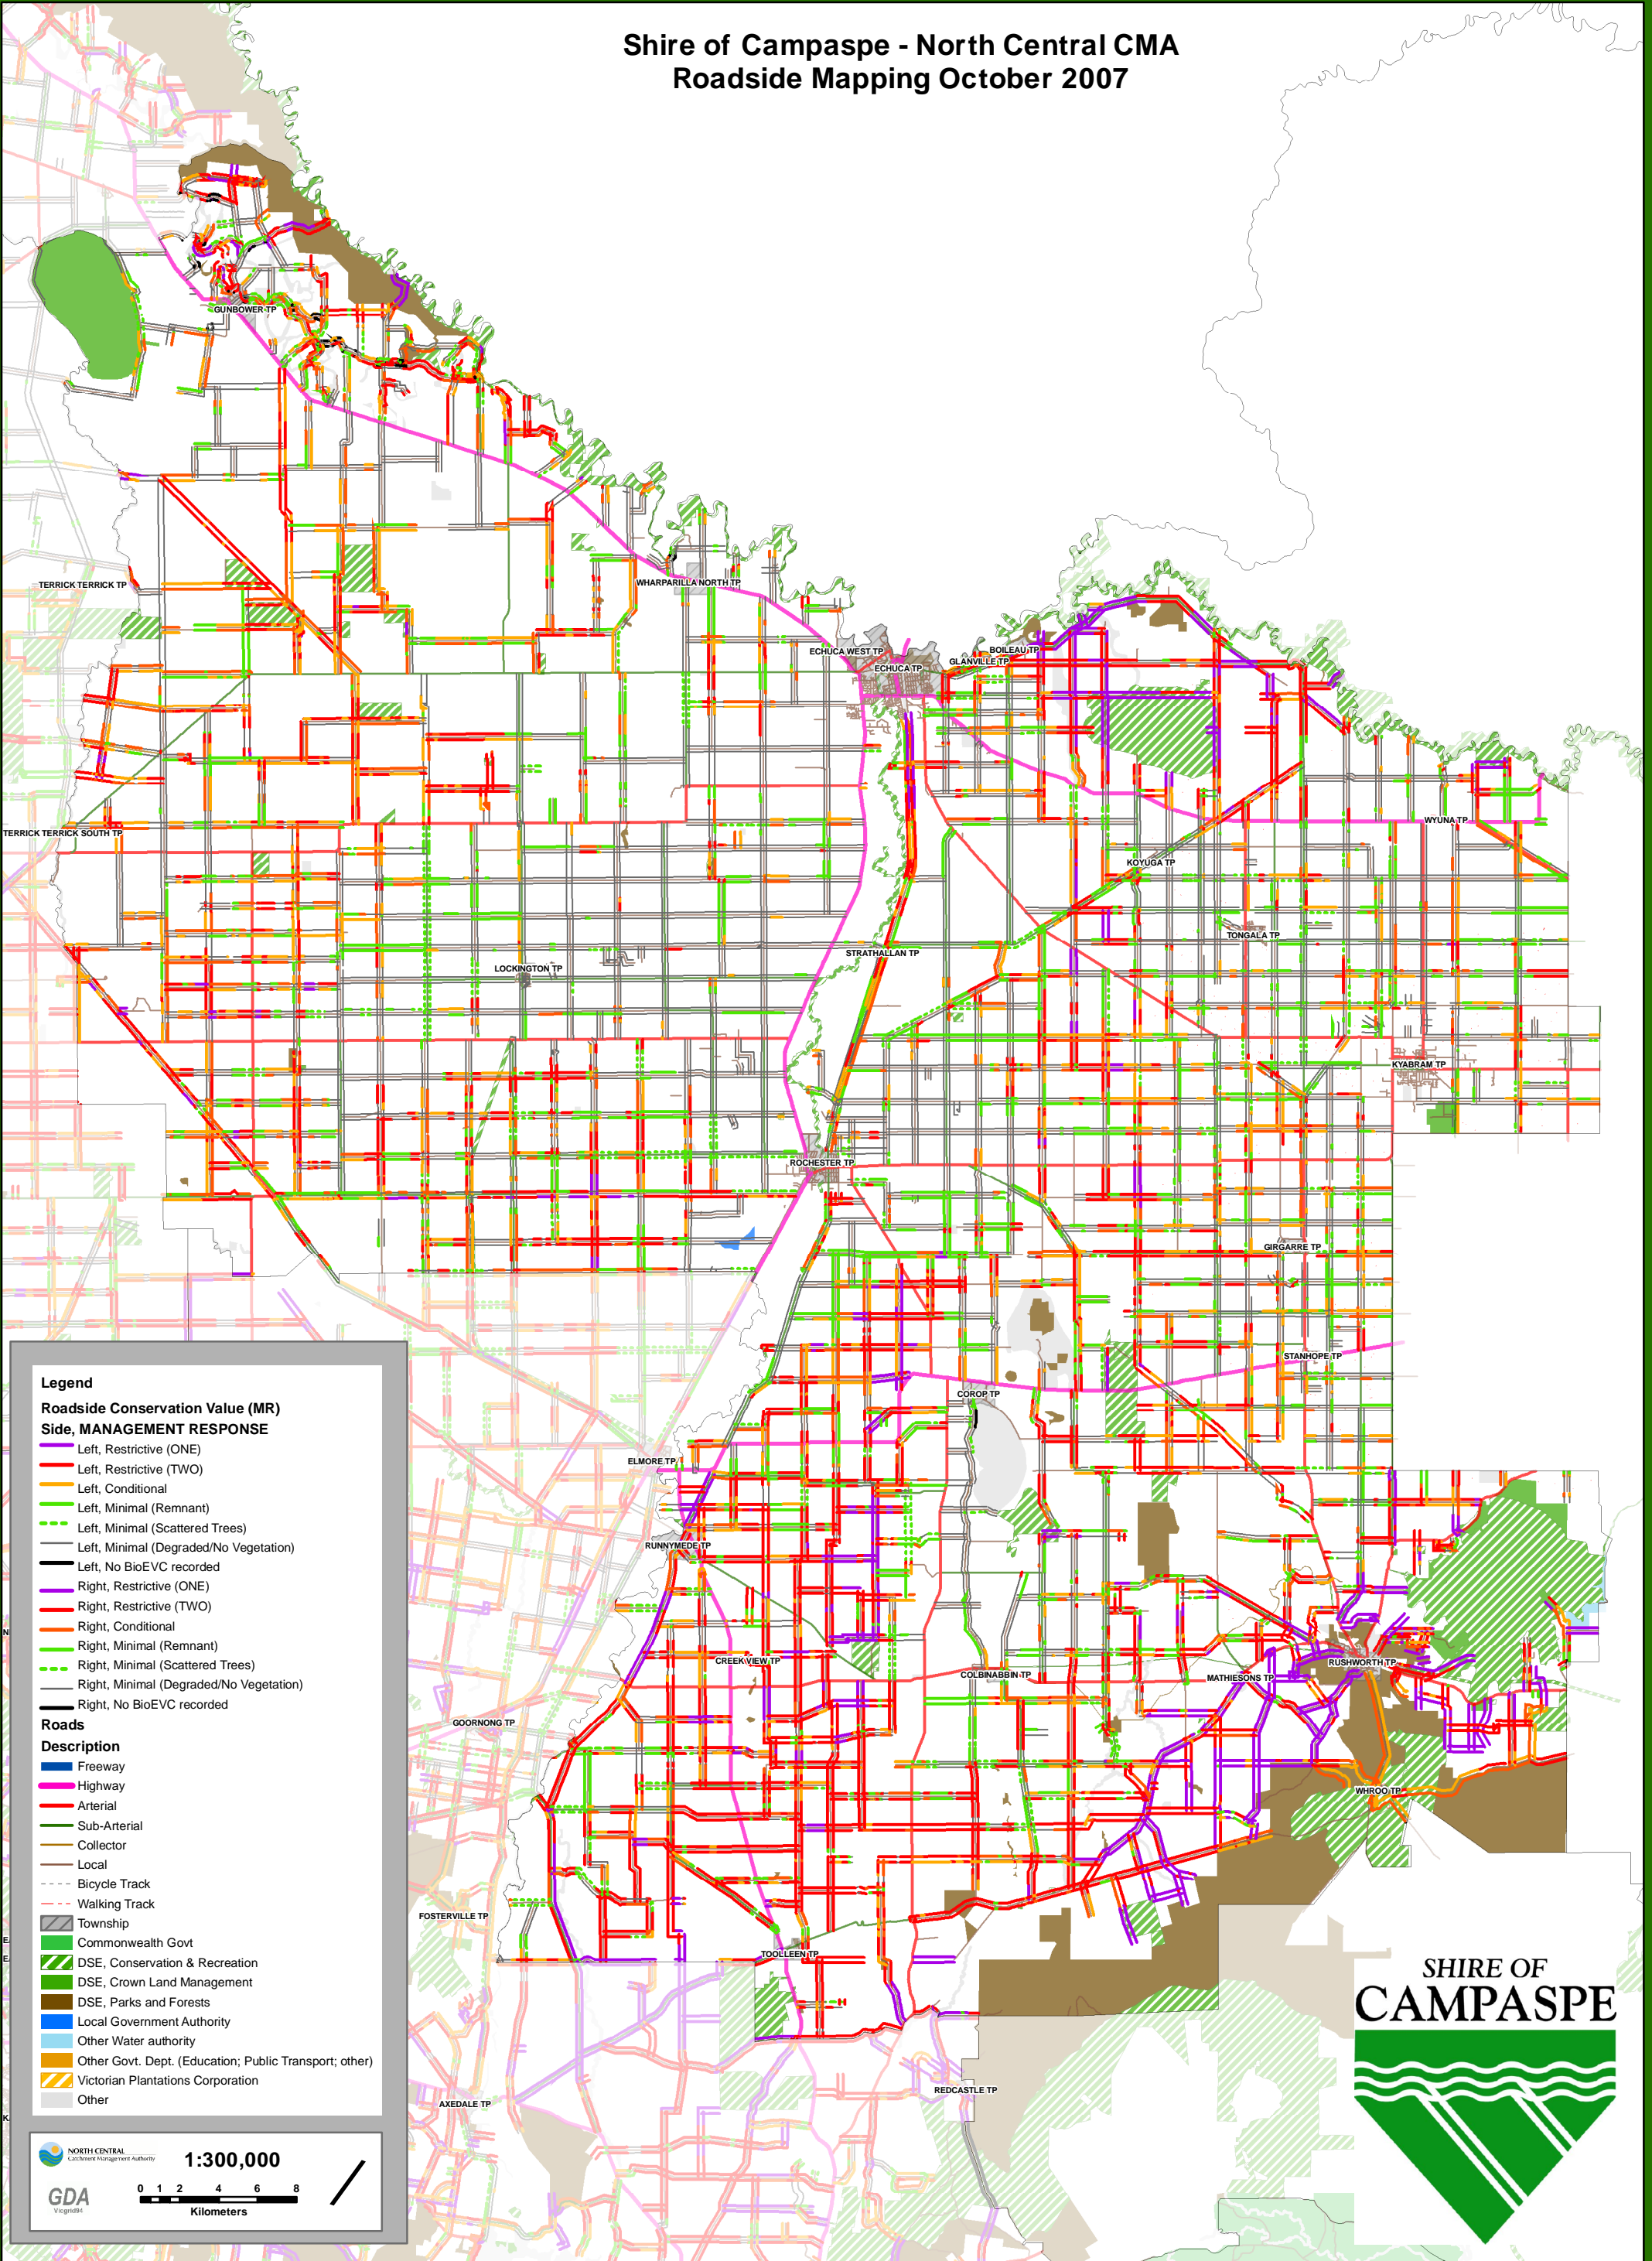 Shire of Campaspe - North Central CMA
Roadside Mapping October 2007
GUNBOWER TP
TERRICK TERRICK TP
WHARPARILLA NORTH TP
ECHUCA WEST TP
ECHUCA TP
GLANVILLE TP
BOILEAU TP
TERRICK TERRICK SOUTH TP
WYUNA TP
KOYUGA TP
TONGALA TP
STRATHALLAN TP
LOCKINGTON TP
KYABRAM TP
ROCHESTER TP
GIRGARRE TP
STANHOPE TP
COROP TP
ELMORE TP
RUNNYMEDE TP
CREEK VIEW TP
COLBINABBIN TP
MATHIESONS TP
RUSHWORTH TP
GOORNONG TP
WHROO TP
FOSTERVILLE TP
TOOLLEEN TP
AXEDALE TP
REDCASTLE TP
Legend
Roadside Conservation Value (MR)
Side, MANAGEMENT RESPONSE
Left, Restrictive (ONE)
Left, Restrictive (TWO)
Left, Conditional
Left, Minimal (Remnant)
Left, Minimal (Scattered Trees)
Left, Minimal (Degraded/No Vegetation)
Left, No BioEVC recorded
Right, Restrictive (ONE)
Right, Restrictive (TWO)
Right, Conditional
Right, Minimal (Remnant)
Right, Minimal (Scattered Trees)
Right, Minimal (Degraded/No Vegetation)
Right, No BioEVC recorded
Roads
Description
Freeway
Highway
Arterial
Sub-Arterial
Collector
Local
Bicycle Track
Walking Track
Township
Commonwealth Govt
DSE, Conservation & Recreation
DSE, Crown Land Management
DSE, Parks and Forests
Local Government Authority
Other Water authority
Other Govt. Dept. (Education; Public Transport; other)
Victorian Plantations Corporation
Other
NORTH CENTRAL
Catchment Management Authority
1:300,000
GDA
Vicgrid94
0 1 2 4 6 8
Kilometers
SHIRE OF
CAMPASPE